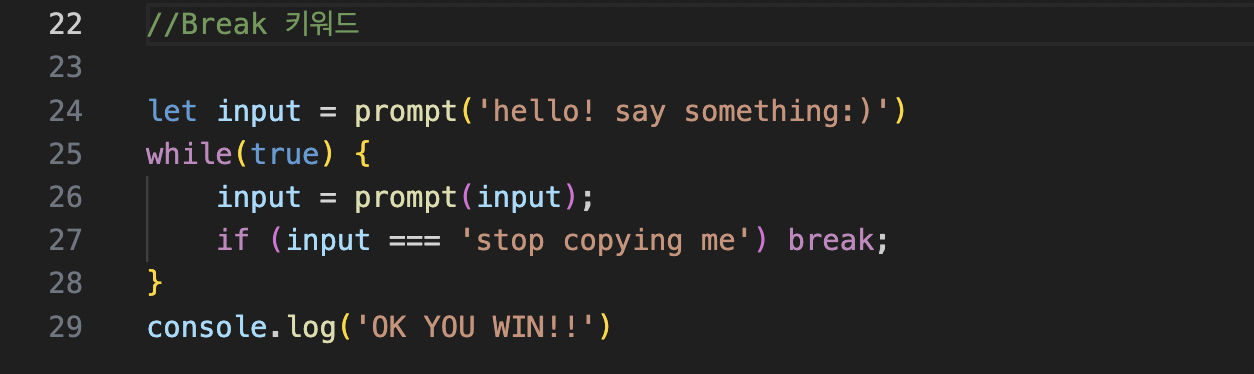 22 //Break 키워드
23
24 let input = prompt('hello! say something:)')
25 while(true) {
26     input = prompt(input);
27     if (input === 'stop copying me') break;
28 }
29 console.log('OK YOU WIN!!')